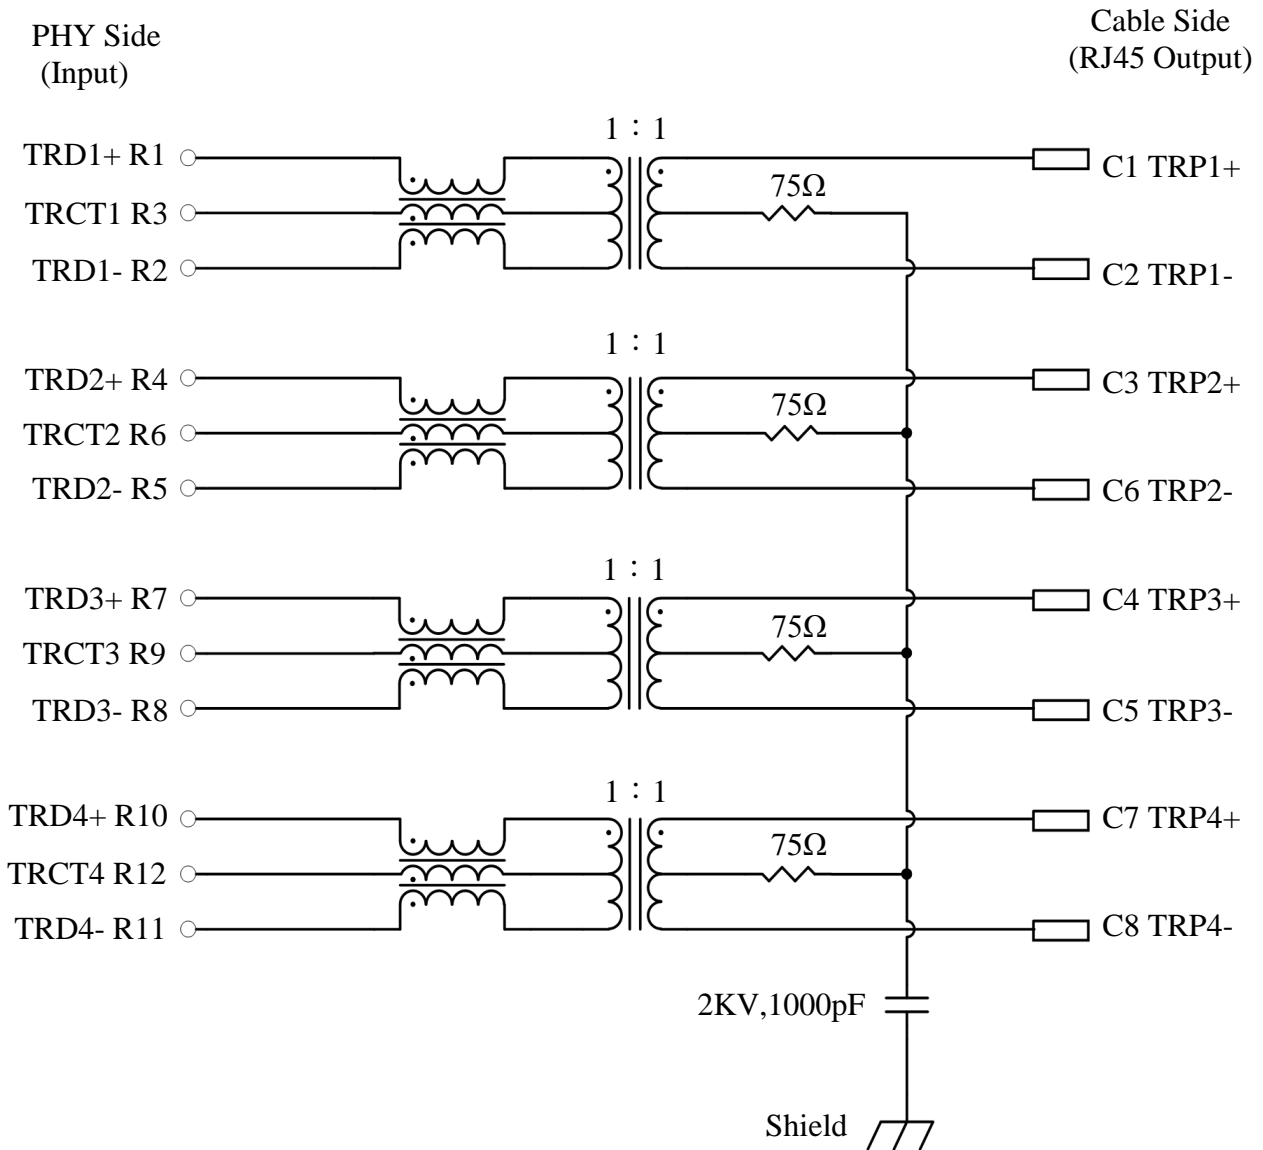 PHY Side
(Input)
Cable Side
(RJ45 Output)
1 : 1
TRD1+ R1
C1 TRP1+
75Ω
TRCT1 R3
TRD1- R2
C2 TRP1-
1 : 1
TRD2+ R4
C3 TRP2+
75Ω
TRCT2 R6
TRD2- R5
C6 TRP2-
1 : 1
TRD3+ R7
C4 TRP3+
75Ω
TRCT3 R9
TRD3- R8
C5 TRP3-
1 : 1
TRD4+ R10
C7 TRP4+
75Ω
TRCT4 R12
TRD4- R11
C8 TRP4-
2KV,1000pF
Shield